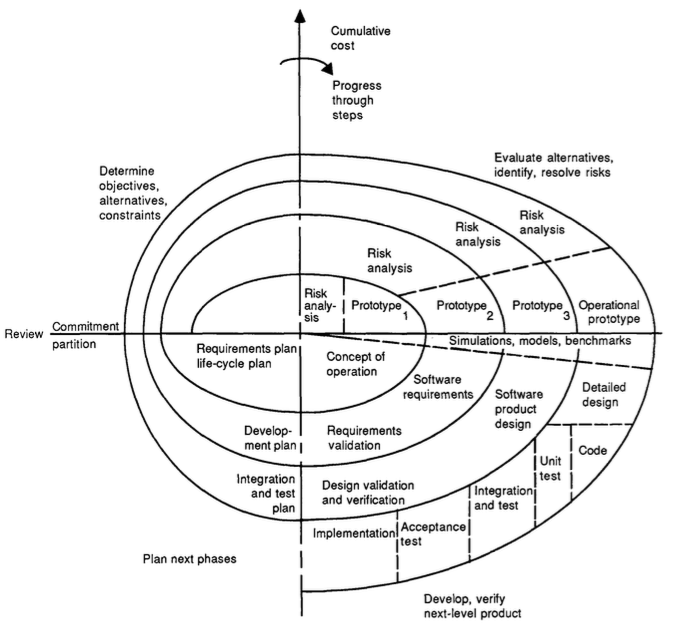 Cumulative
cost
Progress
through
steps
Evaluate alternatives,
identify, resolve risks
Determine
objectives,
alternatives,
constraints
Risk
analysis
Risk
analysis
Risk
analysis
Risk
analy-
sis
Prototype 1
Prototype 2
Prototype 3
Operational
prototype
Review
Commitment
partition
Simulations, models, benchmarks
Requirements plan
life-cycle plan
Concept of
operation
Software
requirements
Software
product
design
Detailed
design
Develop-
ment plan
Requirements
validation
Code
Unit
test
Integration
and test
plan
Design validation
and verification
Integration
and test
Implementation
Acceptance
test
Plan next phases
Develop, verify
next-level product